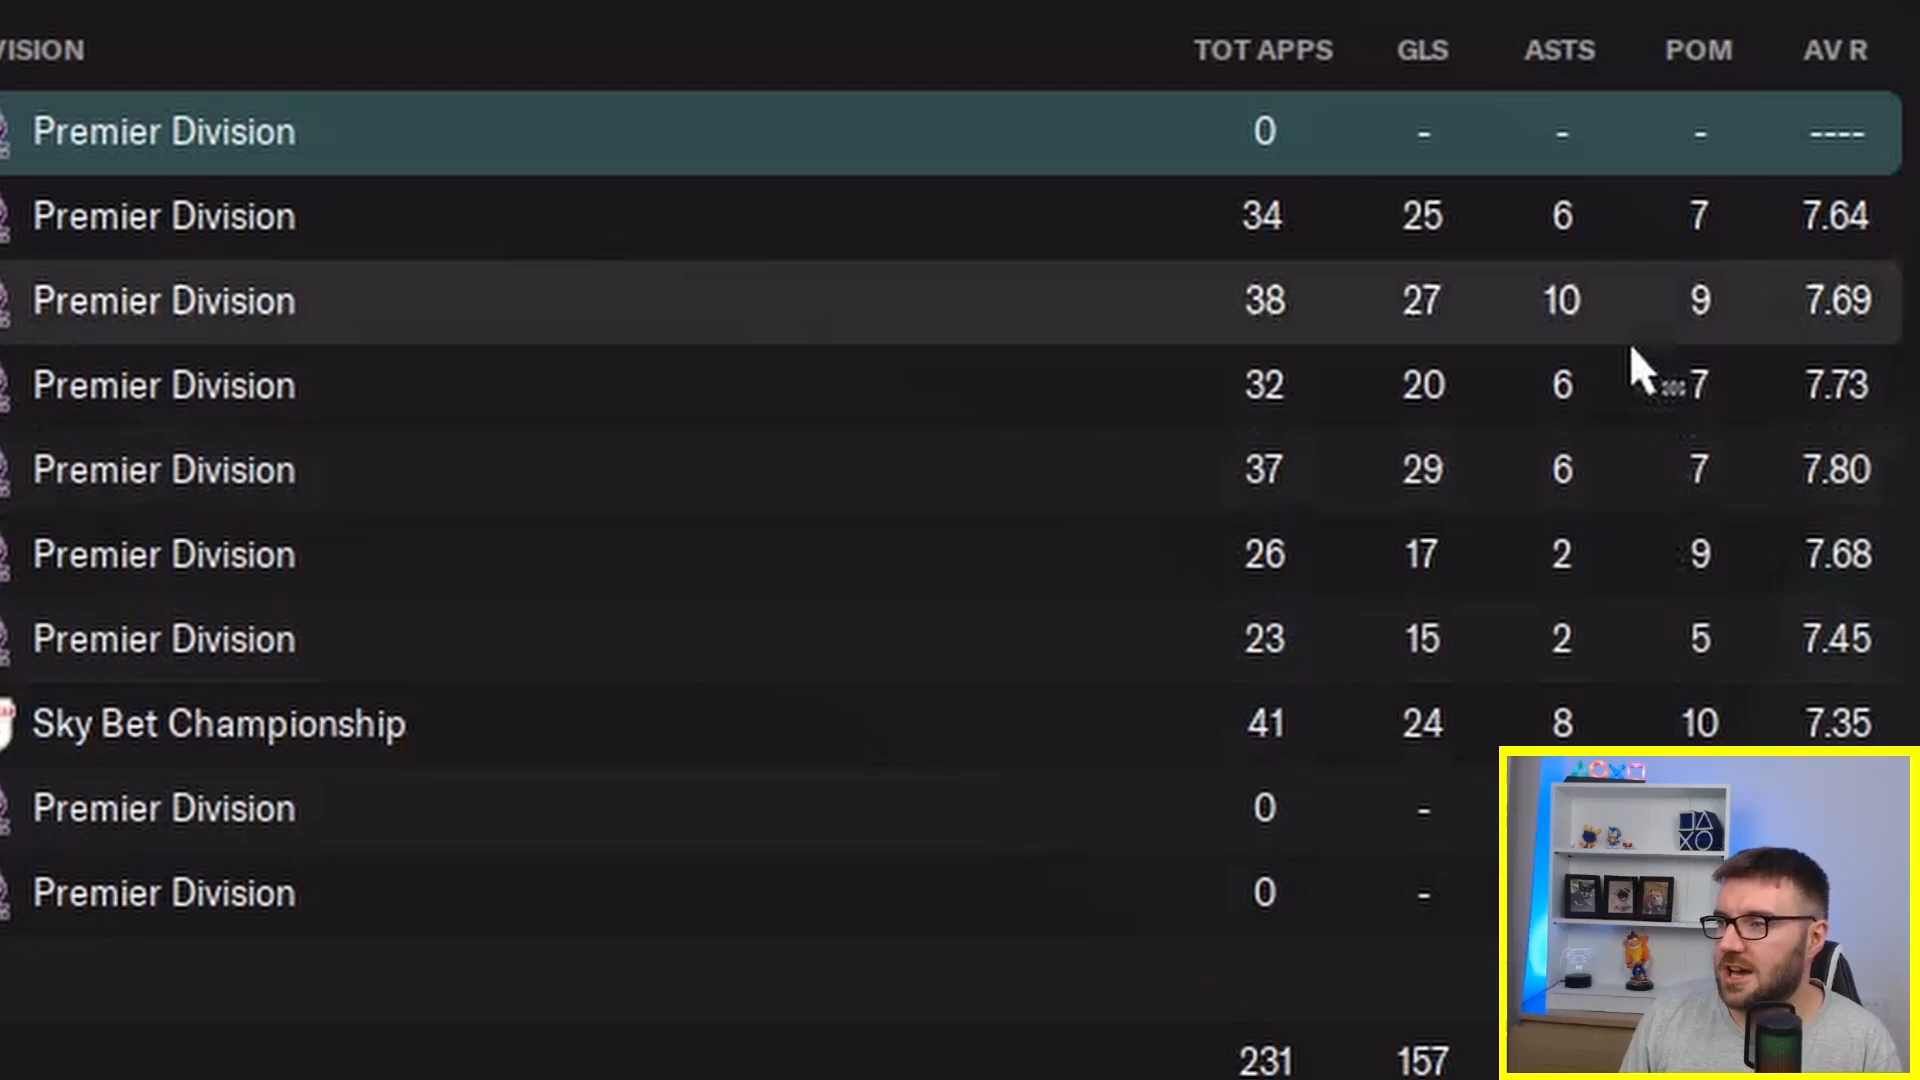 VISION TOT APPS GLS ASTS POM AV R
Premier Division 0 - - - ----
Premier Division 34 25 6 7 7.64
Premier Division 38 27 10 9 7.69
Premier Division 32 20 6 7 7.73
Premier Division 37 29 6 7 7.80
Premier Division 26 17 2 9 7.68
Premier Division 23 15 2 5 7.45
Sky Bet Championship 41 24 8 10 7.35
Premier Division 0 -
Premier Division 0 -
231 157